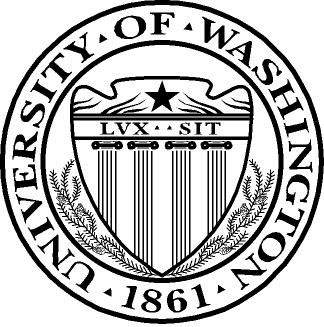 UNIVERSITY · OF · WASHINGTON
LVX · · SIT
· 1861 ·